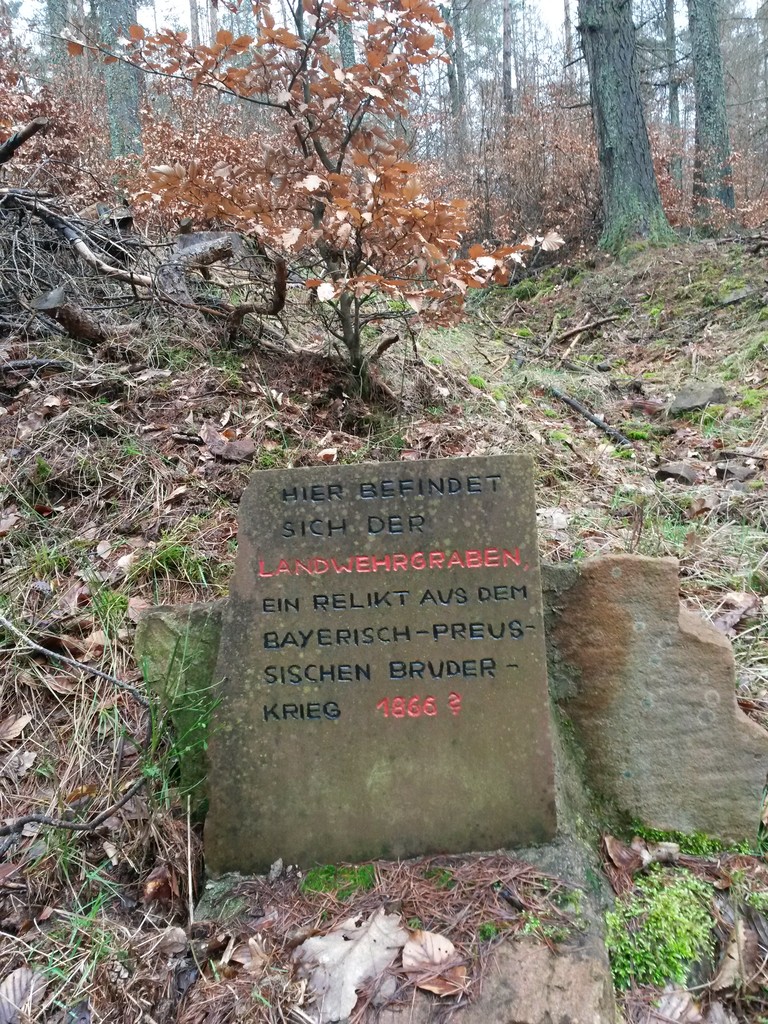 HIER BEFINDET
SICH DER
LANDWEHRGRABEN,
EIN RELIKT AUS DEM
BAYERISCH-PREUS-
SISCHEN BRUDER-
KRIEG 1866?